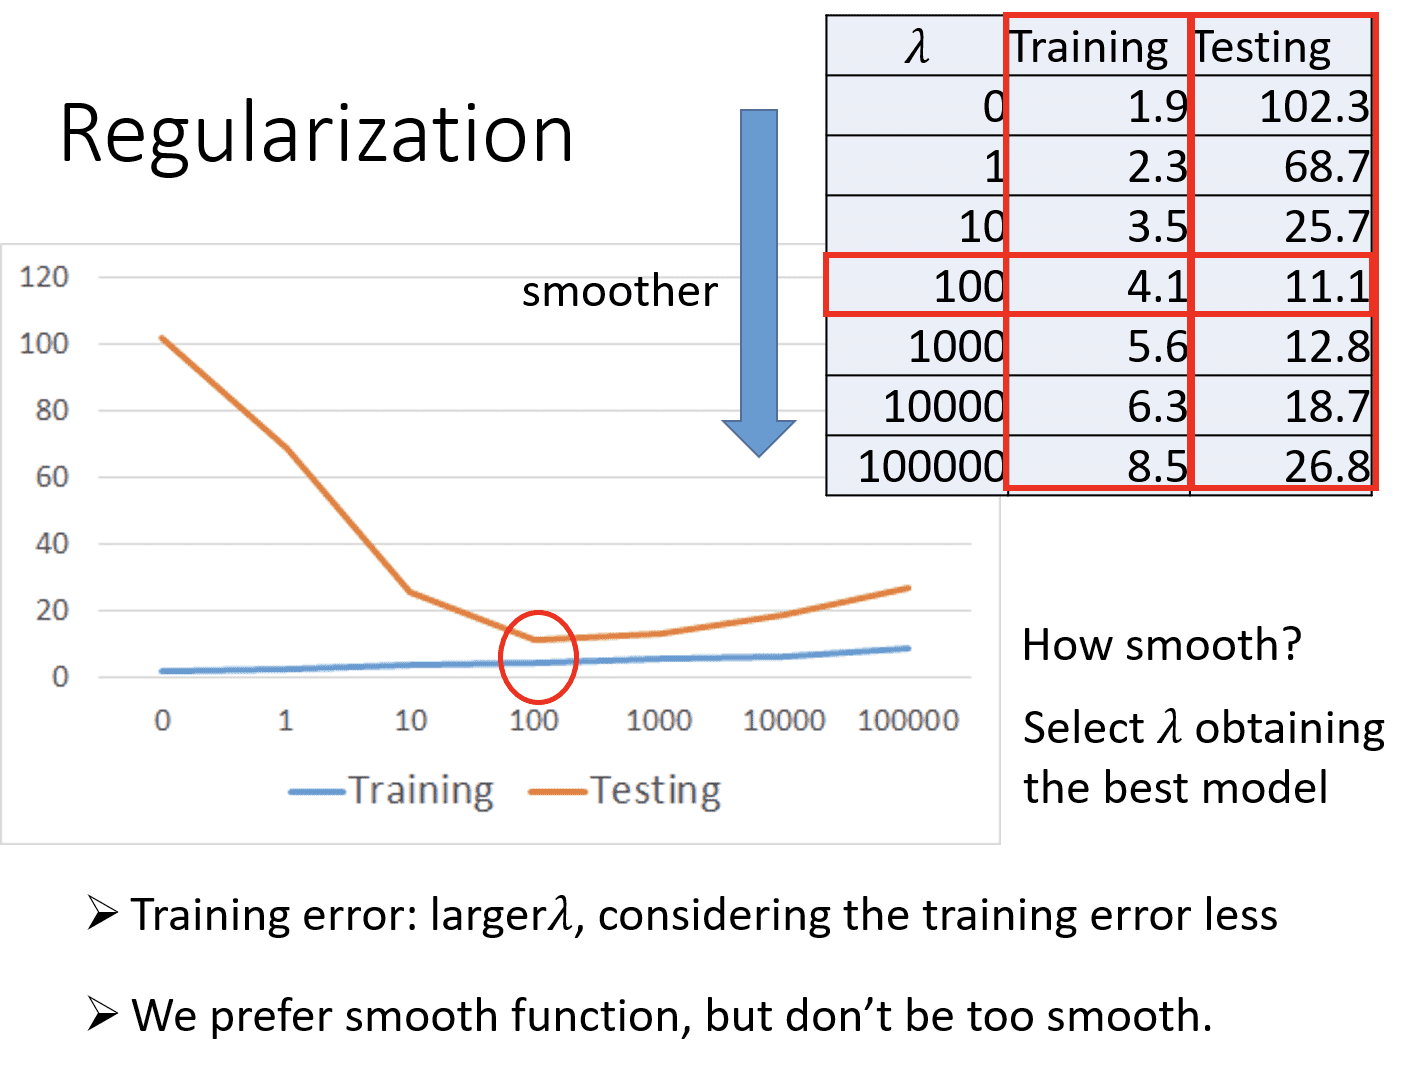 Regularization
λ Training Testing
0 1.9 102.3
1 2.3 68.7
10 3.5 25.7
100 4.1 11.1
1000 5.6 12.8
10000 6.3 18.7
100000 8.5 26.8
smoother
120
100
80
60
40
20
0
0 1 10 100 1000 10000 100000
Training Testing
How smooth?
Select λ obtaining
the best model
➢ Training error: largerλ, considering the training error less
➢ We prefer smooth function, but don’t be too smooth.